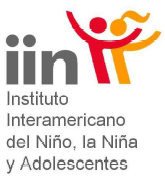 iin
Instituto
Interamericano
del Niño, la Niña
y Adolescentes